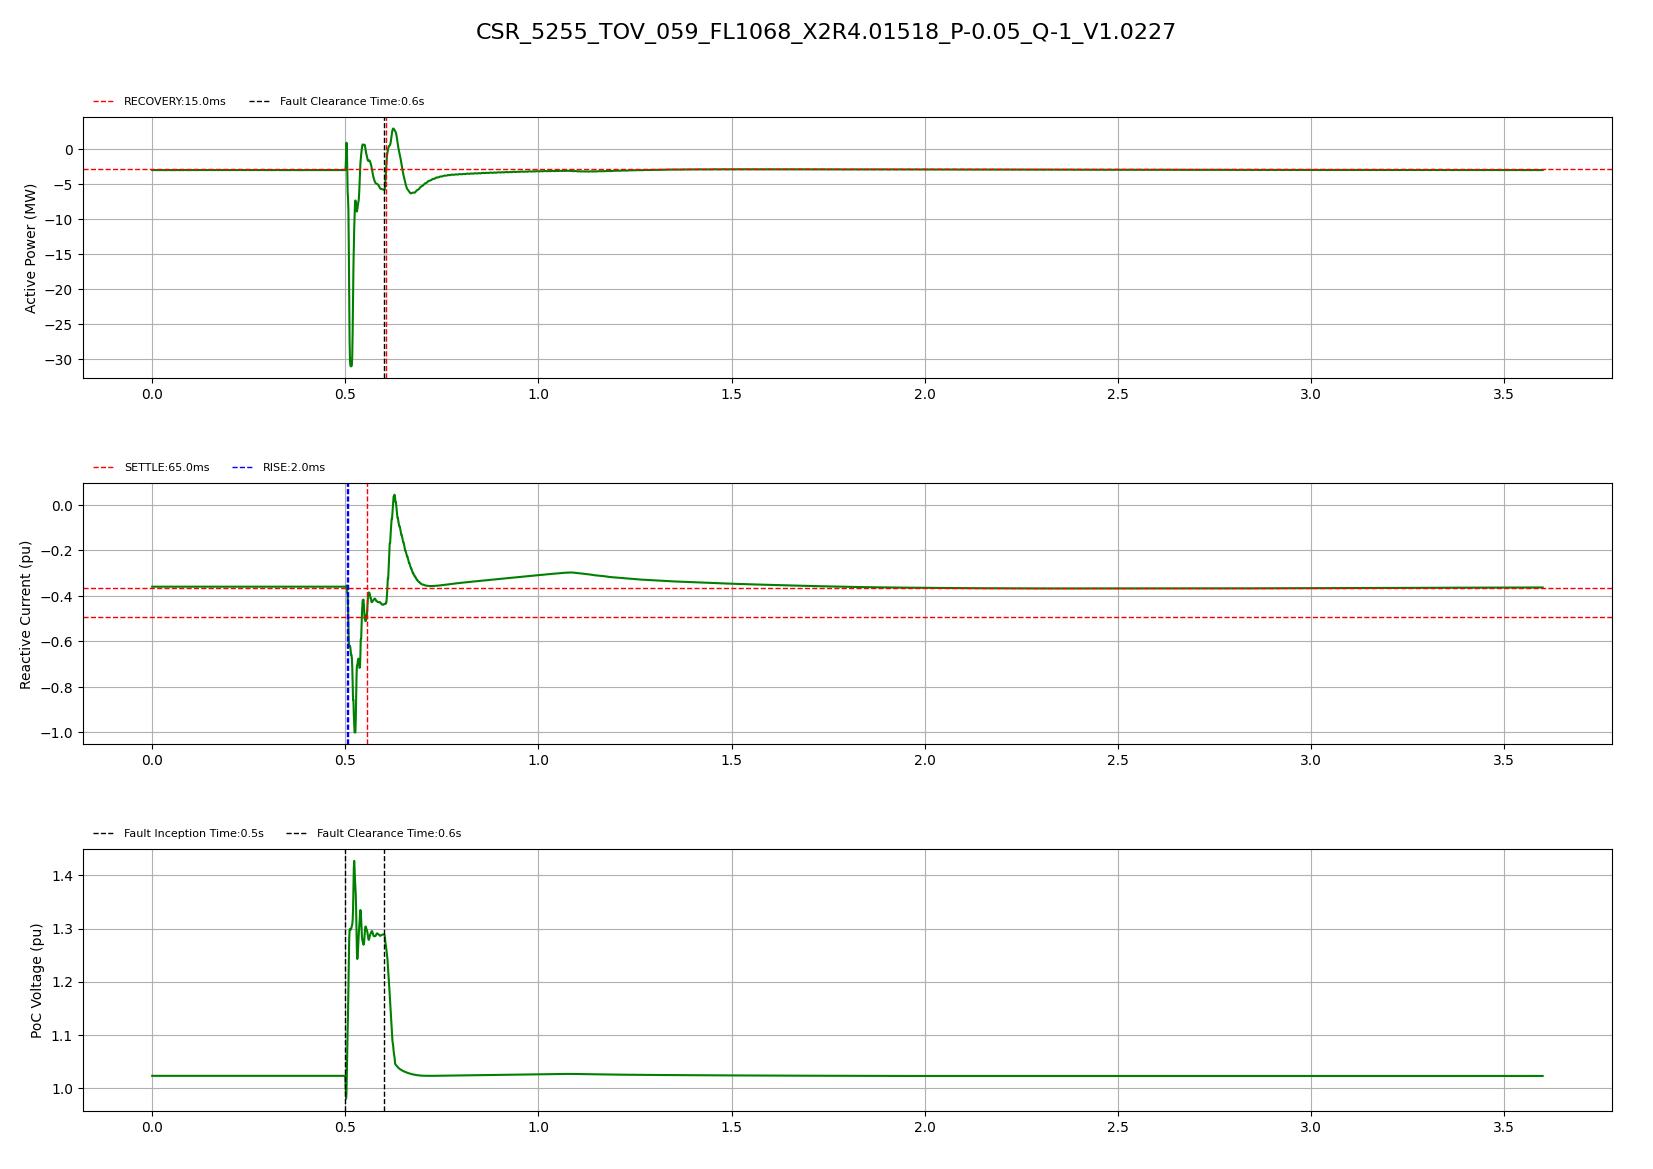 CSR_5255_TOV_059_FL1068_X2R4.01518_P-0.05_Q-1_V1.0227
RECOVERY:15.0ms Fault Clearance Time:0.6s
Active Power (MW)
0
−5
−10
−15
−20
−25
−30
0.0 0.5 1.0 1.5 2.0 2.5 3.0 3.5
SETTLE:65.0ms RISE:2.0ms
Reactive Current (pu)
0.0
−0.2
−0.4
−0.6
−0.8
−1.0
0.0 0.5 1.0 1.5 2.0 2.5 3.0 3.5
Fault Inception Time:0.5s Fault Clearance Time:0.6s
PoC Voltage (pu)
1.4
1.3
1.2
1.1
1.0
0.0 0.5 1.0 1.5 2.0 2.5 3.0 3.5